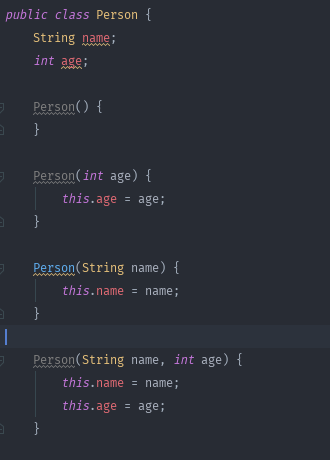 public class Person {
String name;
int age;
Person() {
}
Person(int age) {
this.age = age;
}
Person(String name) {
this.name = name;
}
Person(String name, int age) {
this.name = name;
this.age = age;
}